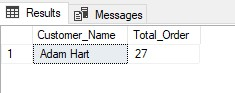 Results Messages
Customer_Name Total_Order
1 Adam Hart 27